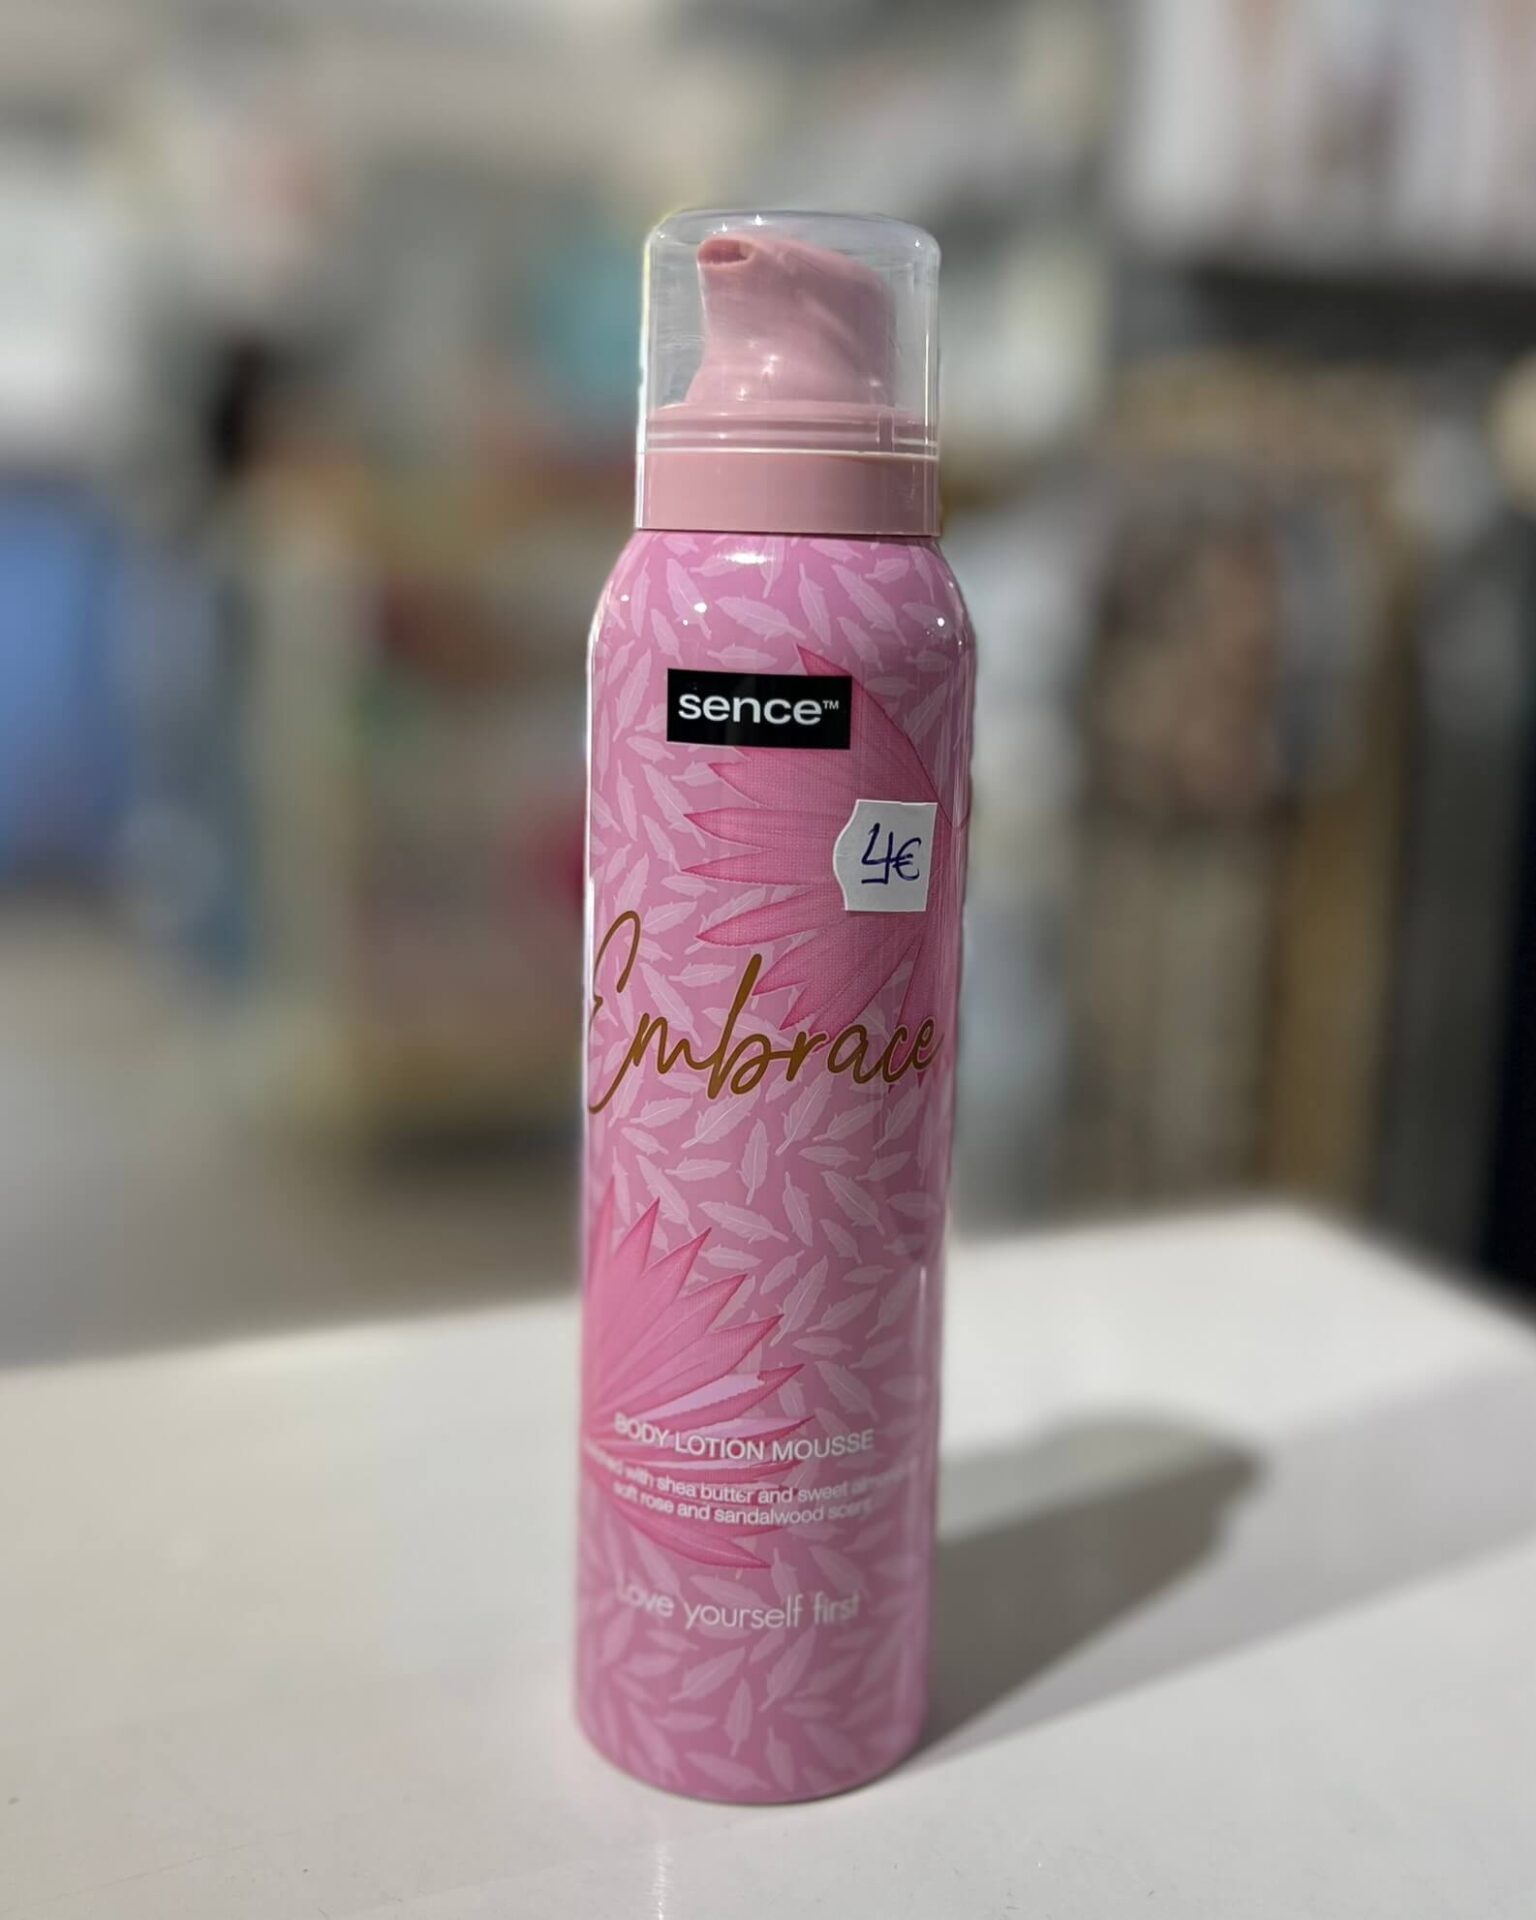 sence™
4€
Embrace
BODY LOTION MOUSSE
with shea butter and sweet
soft rose and sandalwood scent
Love yourself first